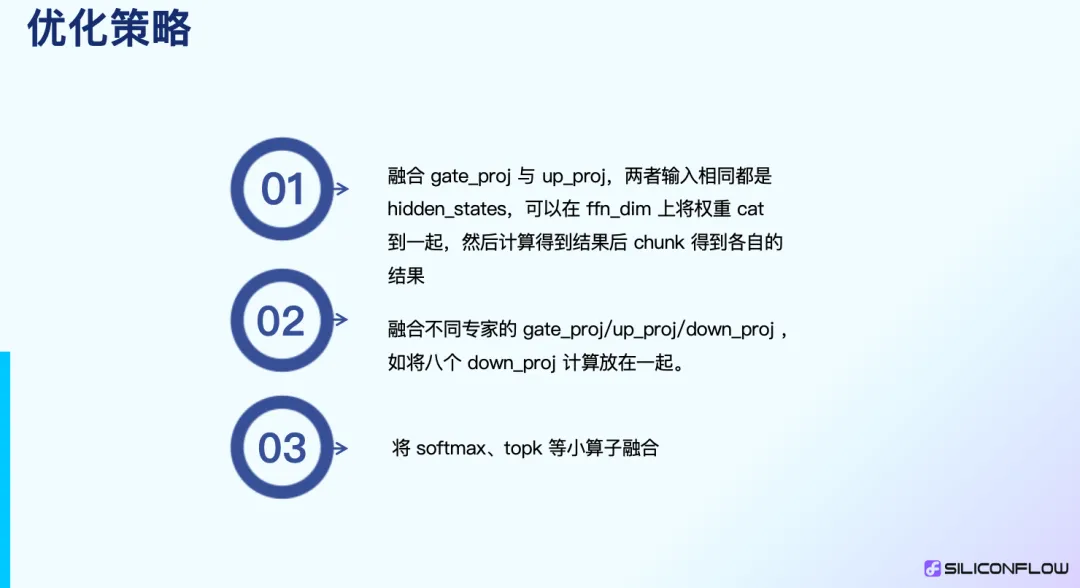 优化策略
01
融合 gate_proj 与 up_proj，两者输入相同都是
hidden_states，可以在 ffn_dim 上将权重 cat
到一起，然后计算得到结果后 chunk 得到各自的
结果
02
融合不同专家的 gate_proj/up_proj/down_proj ,
如将八个 down_proj 计算放在一起。
03
将 softmax、topk 等小算子融合
SILICONFLOW